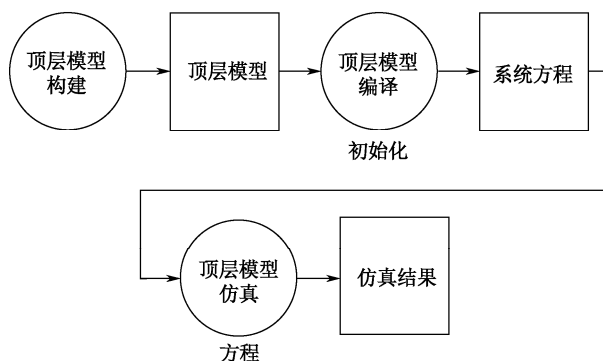 顶层模型
构建
顶层模型
顶层模型
编译
系统方程
初始化
顶层模型
仿真
仿真结果
方程